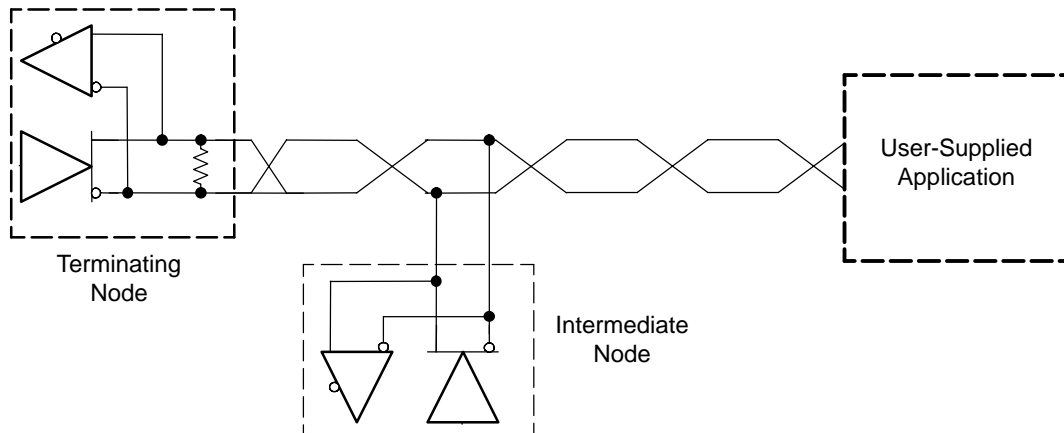 User-Supplied
Application
Terminating
Node
Intermediate
Node